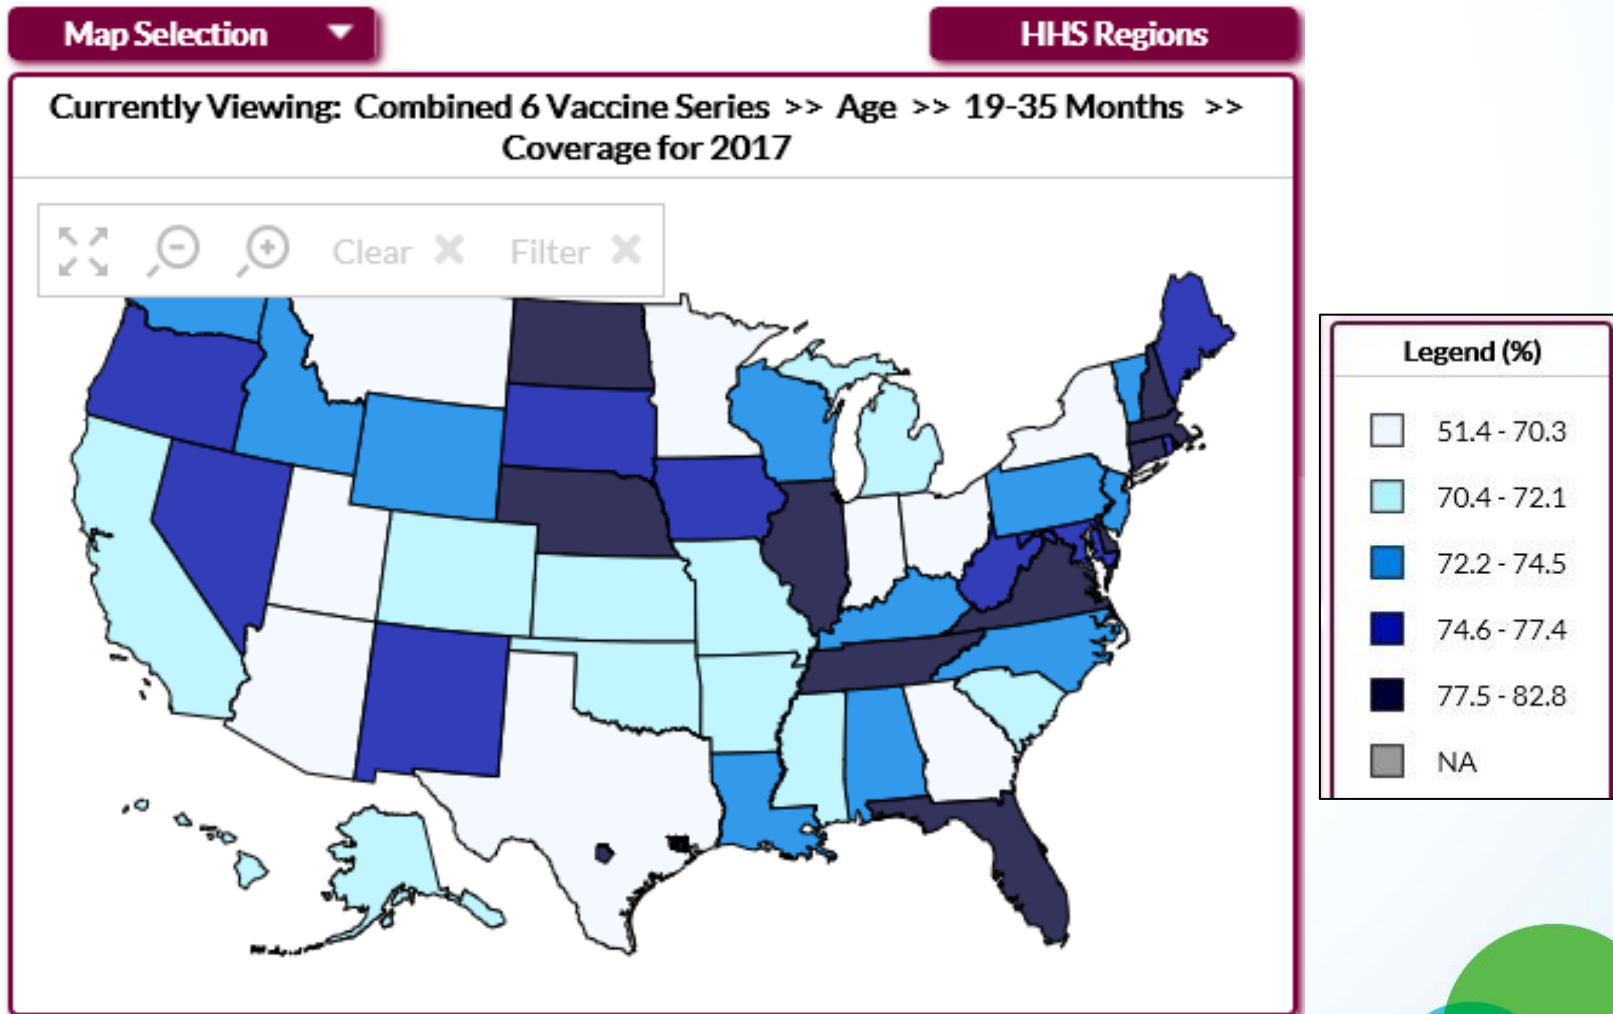 Map Selection
HHS Regions
Currently Viewing: Combined 6 Vaccine Series >> Age >> 19-35 Months >>
Coverage for 2017
Clear
Filter
Legend (%)
51.4 - 70.3
70.4 - 72.1
72.2 - 74.5
74.6 - 77.4
77.5 - 82.8
NA